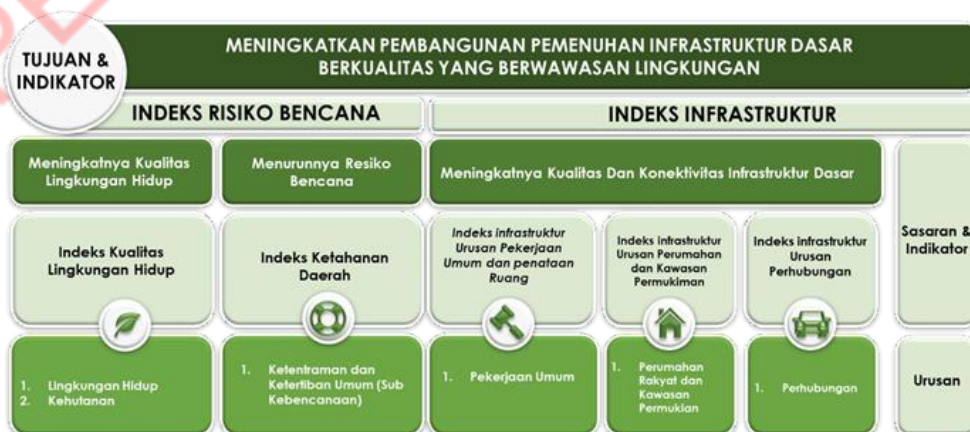 TUJUAN &
INDIKATOR
MENINGKATKAN PEMBANGUNAN PEMENUHAN INFRASTRUKTUR DASAR
BERKUALITAS YANG BERWAWASAN LINGKUNGAN
INDEKS RISIKO BENCANA
INDEKS INFRASTRUKTUR
Meningkatnya Kualitas
Lingkungan Hidup
Menurunnya Resiko
Bencana
Meningkatnya Kualitas Dan Konektivitas Infrastruktur Dasar
Sasaran &
Indikator
Indeks Kualitas
Lingkungan Hidup
Indeks Ketahanan
Daerah
Indeks infrastruktur
Urusan Pekerjaan
Umum dan penataan
Ruang
Indeks infrastruktur
Urusan Perumahan
dan Kawasan
Permukiman
Indeks infrastruktur
Urusan
Perhubungan
1. Lingkungan Hidup
2. Kehutanan
1. Ketentraman dan
Ketertiban Umum (Sub
Kebencanaan)
1. Pekerjaan Umum
1. Perumahan
Rakyat dan
Kawasan
Permukian
1. Perhubungan
Urusan